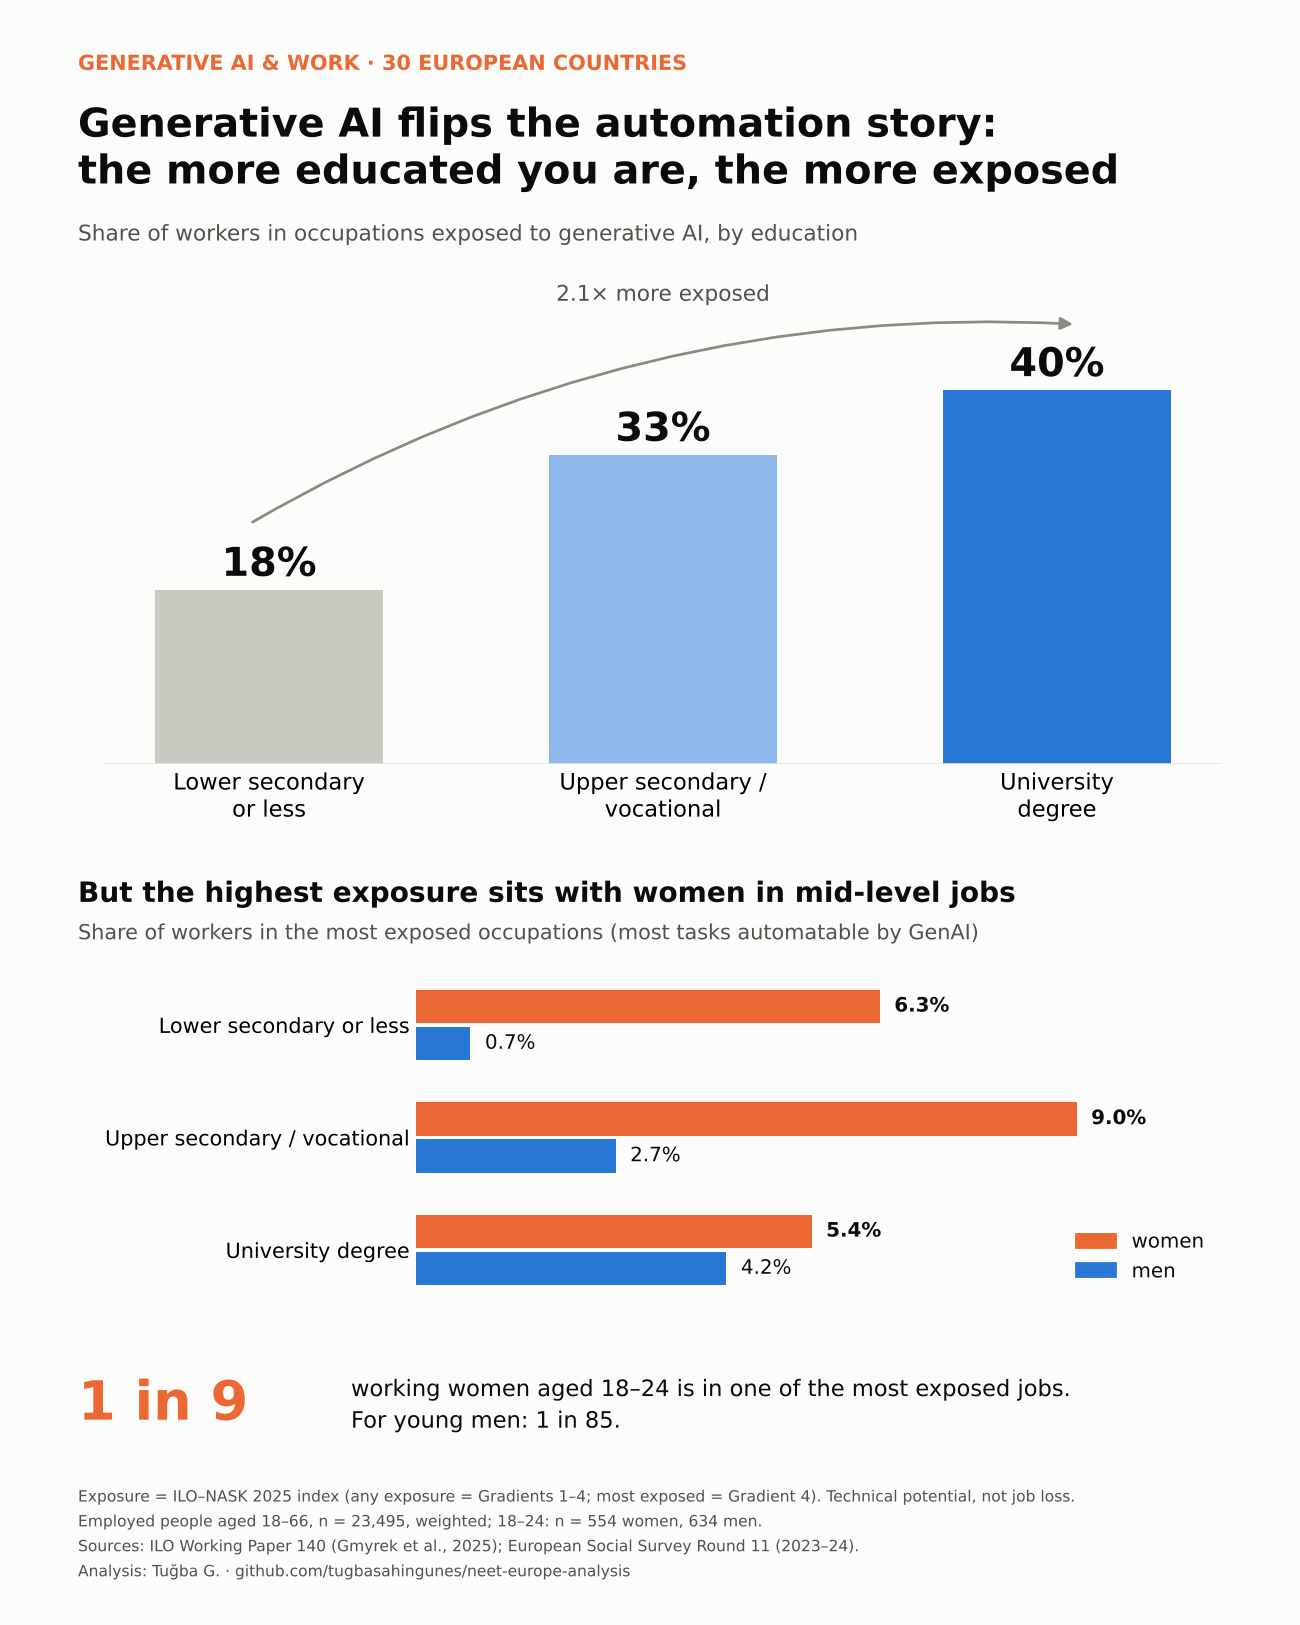 GENERATIVE AI & WORK · 30 EUROPEAN COUNTRIES
Generative AI flips the automation story:
the more educated you are, the more exposed
Share of workers in occupations exposed to generative AI, by education
2.1× more exposed
40%
33%
18%
Lower secondary
or less
Upper secondary /
vocational
University
degree
But the highest exposure sits with women in mid-level jobs
Share of workers in the most exposed occupations (most tasks automatable by GenAI)
Lower secondary or less
6.3%
0.7%
Upper secondary / vocational
9.0%
2.7%
University degree
5.4%
4.2%
women
men
1 in 9
working women aged 18–24 is in one of the most exposed jobs.
For young men: 1 in 85.
Exposure = ILO–NASK 2025 index (any exposure = Gradients 1–4; most exposed = Gradient 4). Technical potential, not job loss.
Employed people aged 18–66, n = 23,495, weighted; 18–24: n = 554 women, 634 men.
Sources: ILO Working Paper 140 (Gmyrek et al., 2025); European Social Survey Round 11 (2023–24).
Analysis: Tuğba G. · github.com/tugbasahingunes/neet-europe-analysis